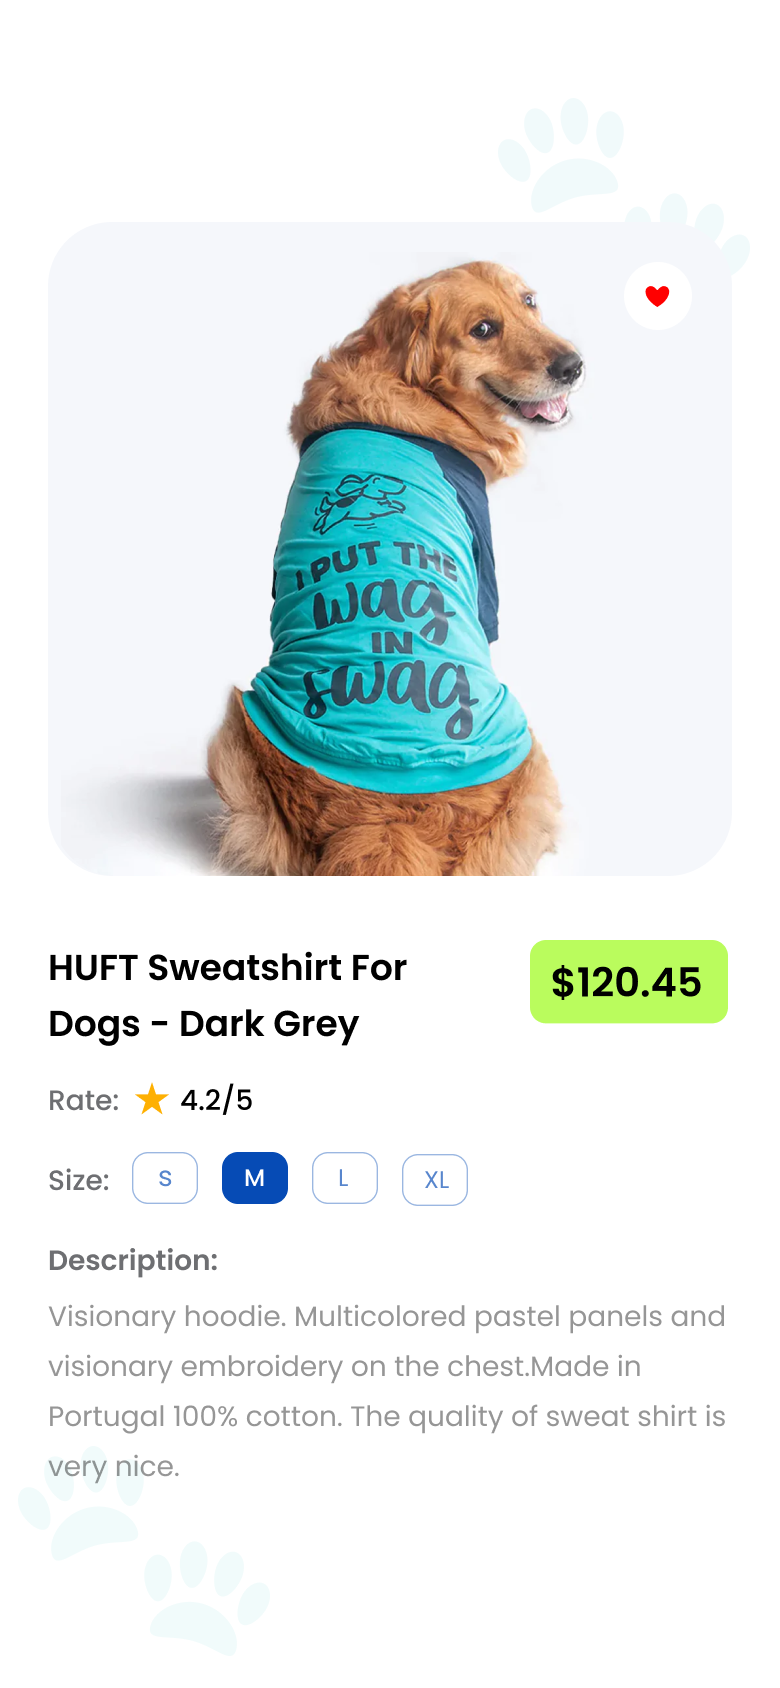 I PUT THE
wag
IN
swag
HUFT Sweatshirt For
Dogs - Dark Grey
$120.45
Rate: 4.2/5
Size: S M L XL
Description:
Visionary hoodie. Multicolored pastel panels and
visionary embroidery on the chest.Made in
Portugal 100% cotton. The quality of sweat shirt is
very nice.